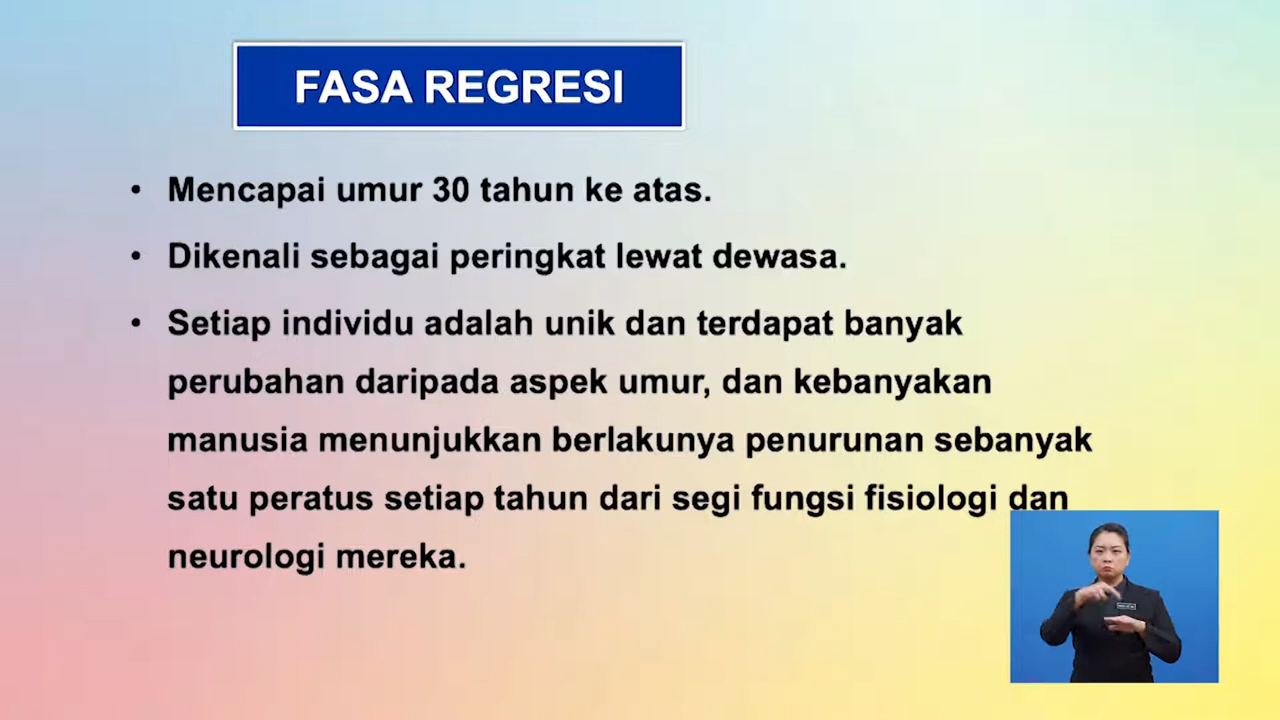 FASA REGRESI
• Mencapai umur 30 tahun ke atas.
• Dikenali sebagai peringkat lewat dewasa.
• Setiap individu adalah unik dan terdapat banyak
perubahan daripada aspek umur, dan kebanyakan
manusia menunjukkan berlakunya penurunan sebanyak
satu peratus setiap tahun dari segi fungsi fisiologi dan
neurologi mereka.